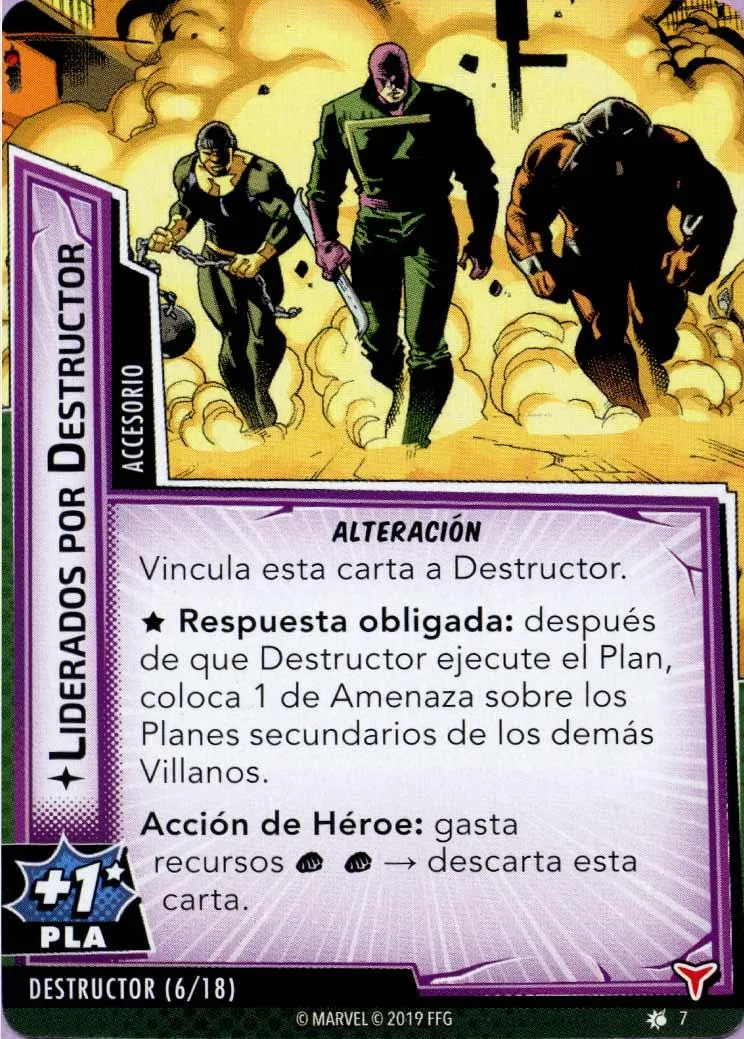 LIDERADOS POR DESTRUCTOR
ACCESORIO
ALTERACIÓN
Vincula esta carta a Destructor.
★ Respuesta obligada: después
de que Destructor ejecute el Plan,
coloca 1 de Amenaza sobre los
Planes secundarios de los demás
Villanos.
Acción de Héroe: gasta
recursos → descarta esta
carta.
+1★
PLA
DESTRUCTOR (6/18)
© MARVEL © 2019 FFG
7